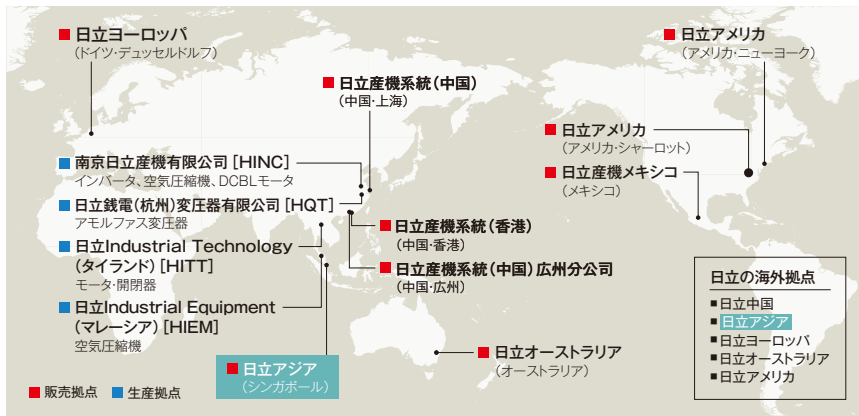 日立ヨーロッパ
(ドイツ・デュッセルドルフ)
日立アメリカ
(アメリカ・ニューヨーク)
日立産機系統(中国)
(中国・上海)
日立アメリカ
(アメリカ・シャーロット)
南京日立産機有限公司 [HINC]
インバータ、空気圧縮機、DCBLモータ
日立産機メキシコ
(メキシコ)
日立銭電(杭州)変圧器有限公司 [HQT]
アモルファス変圧器
日立産機系統(香港)
(中国・香港)
日立Industrial Technology
(タイランド) [HITT]
モータ・開閉器
日立産機系統(中国)広州分公司
(中国・広州)
日立Industrial Equipment
(マレーシア) [HIEM]
空気圧縮機
日立アジア
(シンガポール)
日立オーストラリア
(オーストラリア)
日立の海外拠点
日立中国
日立アジア
日立ヨーロッパ
日立オーストラリア
日立アメリカ
販売拠点
生産拠点